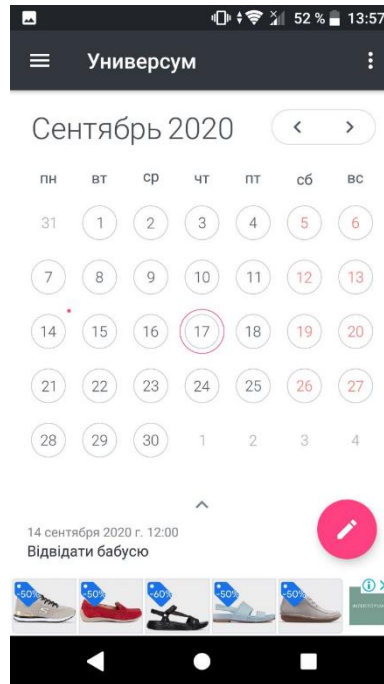 52 % 13:57
Универсум
Сентябрь 2020
пн вт ср чт пт сб вс
31 1 2 3 4 5 6
7 8 9 10 11 12 13
14 15 16 17 18 19 20
21 22 23 24 25 26 27
28 29 30 1 2 3 4
14 сентября 2020 г. 12:00
Відвідати бабусю
-50% -50% -60% -50% -50%